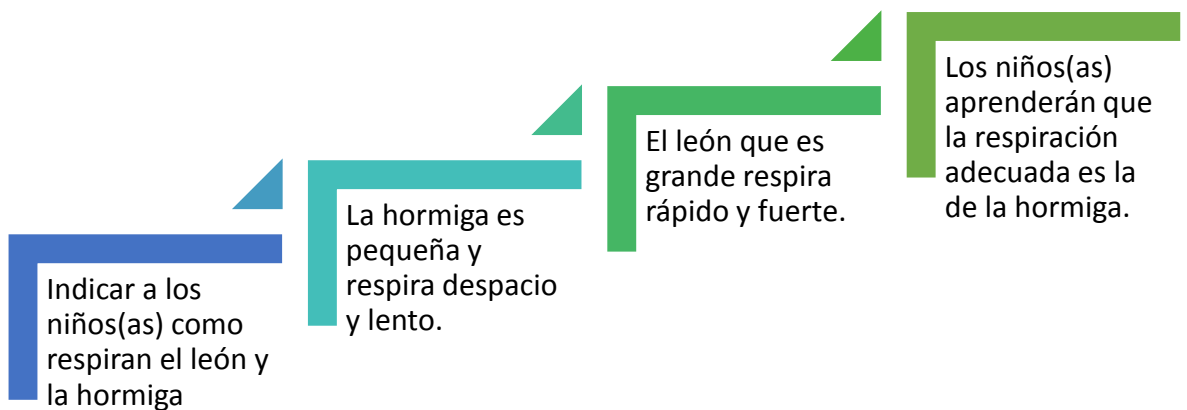 Indicar a los
niños(as) como
respiran el león y
la hormiga
La hormiga es
pequeña y
respira despacio
y lento.
El león que es
grande respira
rápido y fuerte.
Los niños(as)
aprenderán que
la respiración
adecuada es la
de la hormiga.